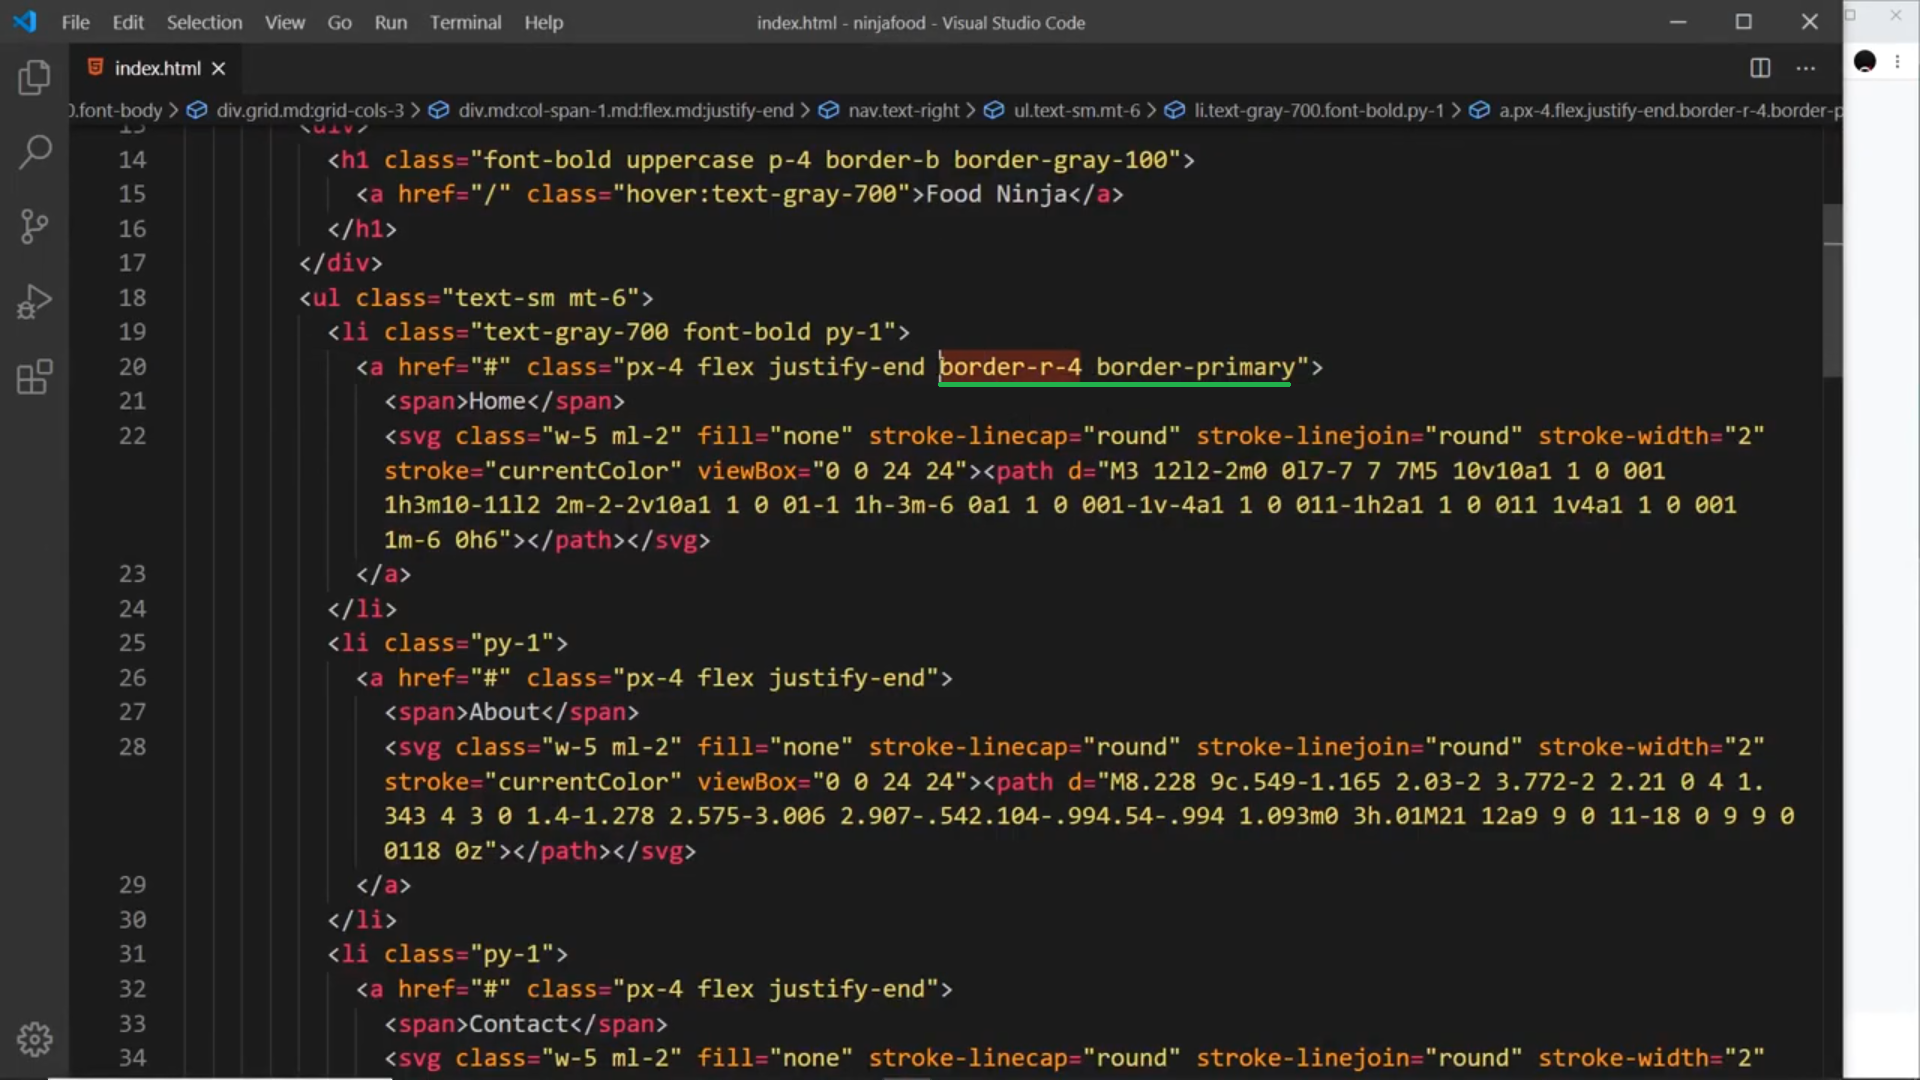 File Edit Selection View Go Run Terminal Help index.html - ninjafood - Visual Studio Code
index.html
0.font-body > div.grid.md:grid-cols-3 > div.md:col-span-1.md:flex.md:justify-end > nav.text-right > ul.text-sm.mt-6 > li.text-gray-700.font-bold.py-1 > a.px-4.flex.justify-end.border-r-4.border-p
13 <div>
14 <h1 class="font-bold uppercase p-4 border-b border-gray-100">
15 <a href="/" class="hover:text-gray-700">Food Ninja</a>
16 </h1>
17 </div>
18 <ul class="text-sm mt-6">
19 <li class="text-gray-700 font-bold py-1">
20 <a href="#" class="px-4 flex justify-end border-r-4 border-primary">
21 <span>Home</span>
22 <svg class="w-5 ml-2" fill="none" stroke-linecap="round" stroke-linejoin="round" stroke-width="2"
stroke="currentColor" viewBox="0 0 24 24"><path d="M3 12l2-2m0 0l7-7 7 7M5 10v10a1 1 0 001
1h3m10-11l2 2m-2-2v10a1 1 0 01-1 1h-3m-6 0a1 1 0 001-1v-4a1 1 0 011-1h2a1 1 0 011 1v4a1 1 0 001
1m-6 0h6"></path></svg>
23 </a>
24 </li>
25 <li class="py-1">
26 <a href="#" class="px-4 flex justify-end">
27 <span>About</span>
28 <svg class="w-5 ml-2" fill="none" stroke-linecap="round" stroke-linejoin="round" stroke-width="2"
stroke="currentColor" viewBox="0 0 24 24"><path d="M8.228 9c.549-1.165 2.03-2 3.772-2 2.21 0 4 1.
343 4 3 0 1.4-1.278 2.575-3.006 2.907-.542.104-.994.54-.994 1.093m0 3h.01M21 12a9 9 0 11-18 0 9 9 0
0118 0z"></path></svg>
29 </a>
30 </li>
31 <li class="py-1">
32 <a href="#" class="px-4 flex justify-end">
33 <span>Contact</span>
34 <svg class="w-5 ml-2" fill="none" stroke-linecap="round" stroke-linejoin="round" stroke-width="2"